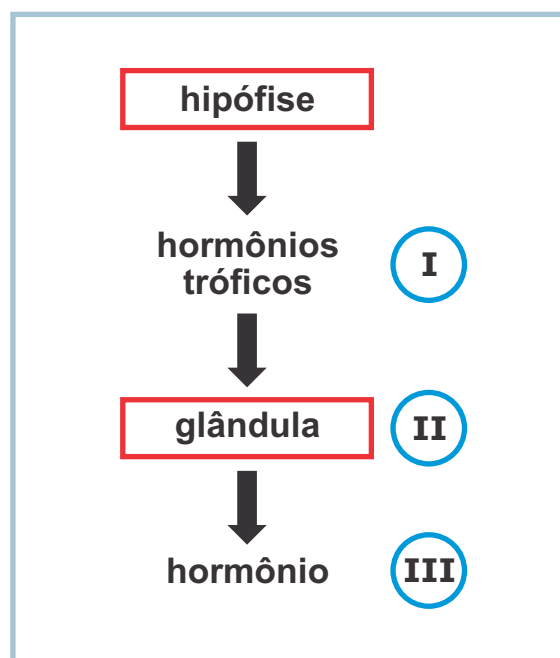 hipófise
hormônios
tróficos
I
glândula
II
hormônio
III